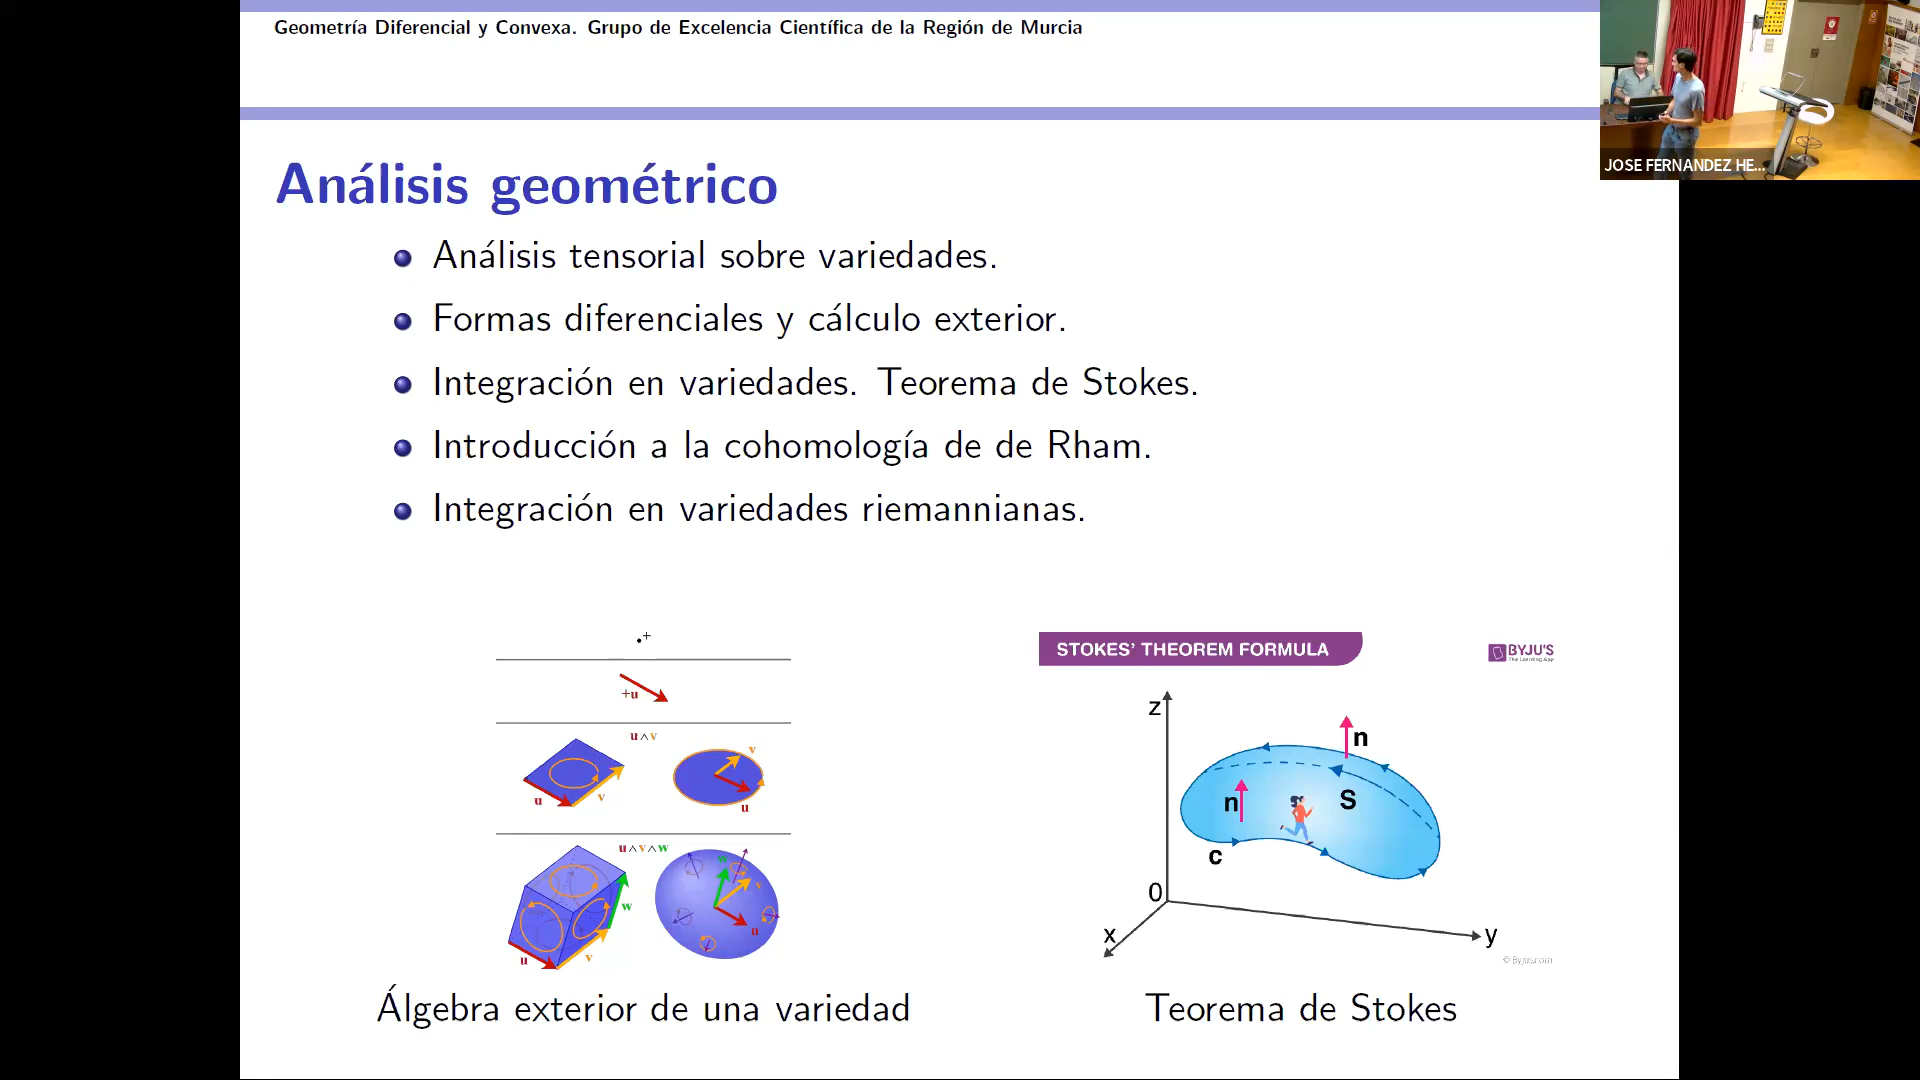 Geometría Diferencial y Convexa. Grupo de Excelencia Científica de la Región de Murcia
JOSE FERNANDEZ HE...
Análisis geométrico
Análisis tensorial sobre variedades.
Formas diferenciales y cálculo exterior.
Integración en variedades. Teorema de Stokes.
Introducción a la cohomología de de Rham.
Integración en variedades riemannianas.
+
+u
u∧v
u
v
v
u
u∧v∧w
w
u
v
w
v
u
Álgebra exterior de una variedad
STOKES' THEOREM FORMULA
BYJU'S
The Learning App
z
n
n
S
c
0
x
y
© Byjus.com
Teorema de Stokes